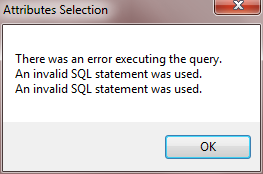 Attributes Selection
There was an error executing the query.
An invalid SQL statement was used.
An invalid SQL statement was used.
OK